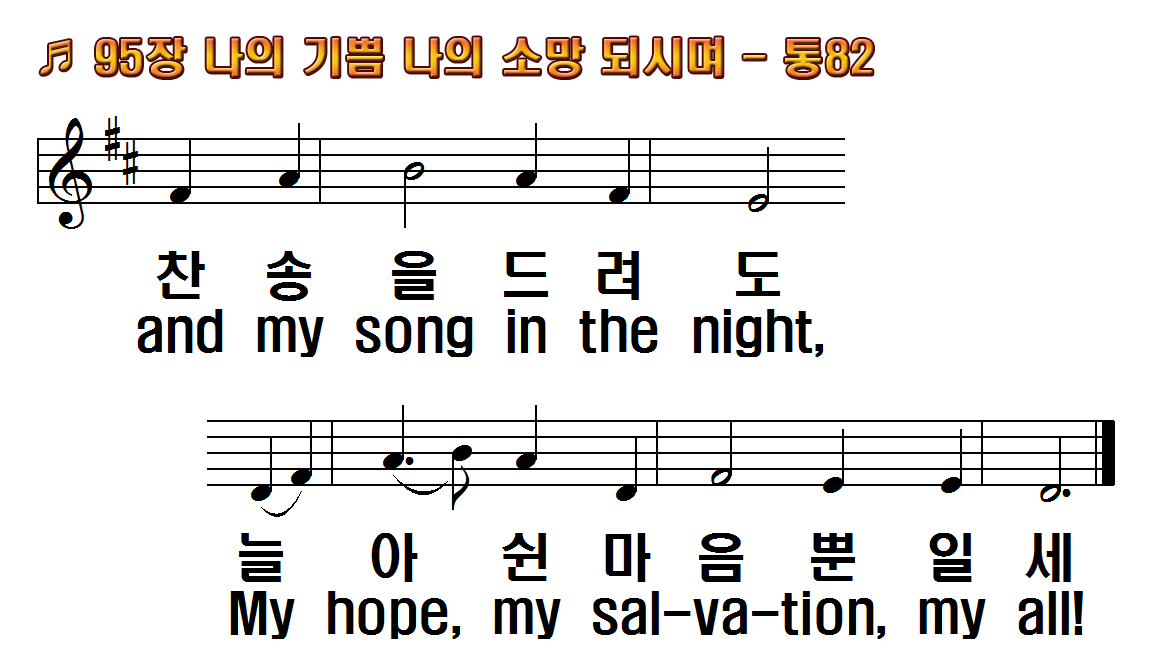 ♬ 95장 나의 기쁨 나의 소망 되시며 - 통82
찬 송 을 드 려 도
and my song in the night,
늘 아 쉰 마 음 뿐 일 세
My hope, my sal-va-tion, my all!